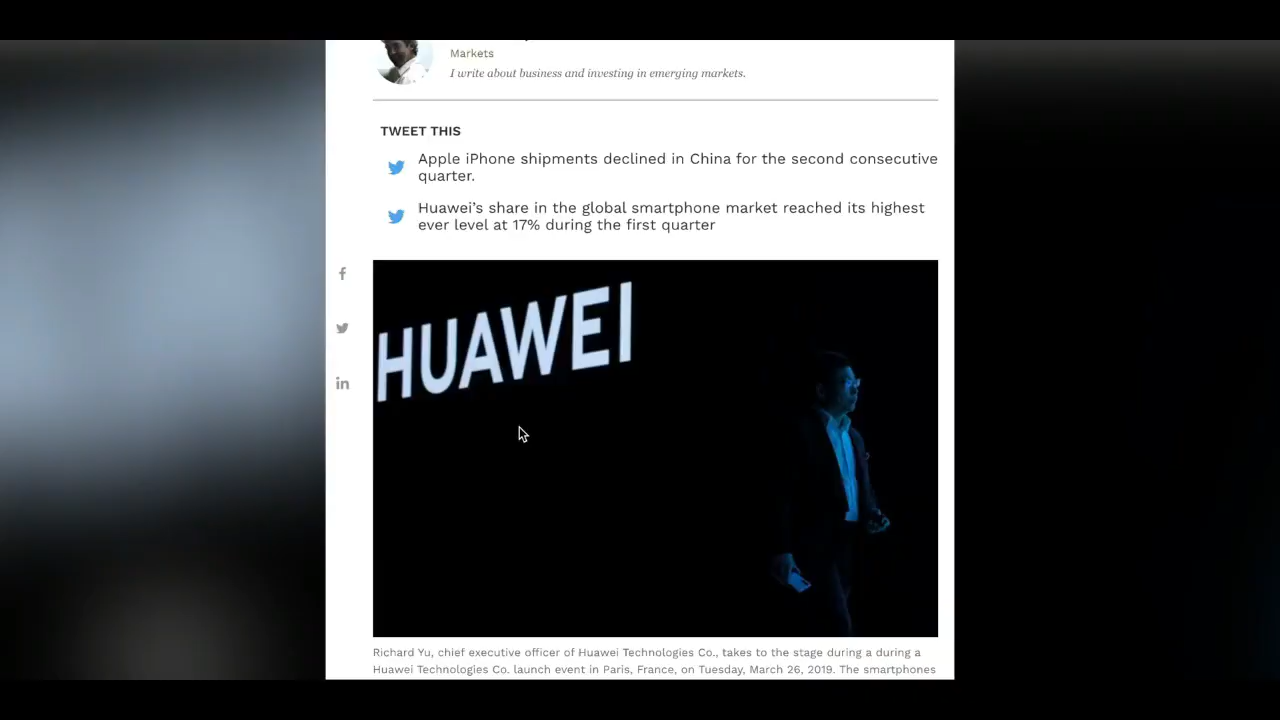 Markets
I write about business and investing in emerging markets.
TWEET THIS
Apple iPhone shipments declined in China for the second consecutive
quarter.
Huawei’s share in the global smartphone market reached its highest
ever level at 17% during the first quarter
HUAWEI
Richard Yu, chief executive officer of Huawei Technologies Co., takes to the stage during a during a
Huawei Technologies Co. launch event in Paris, France, on Tuesday, March 26, 2019. The smartphones